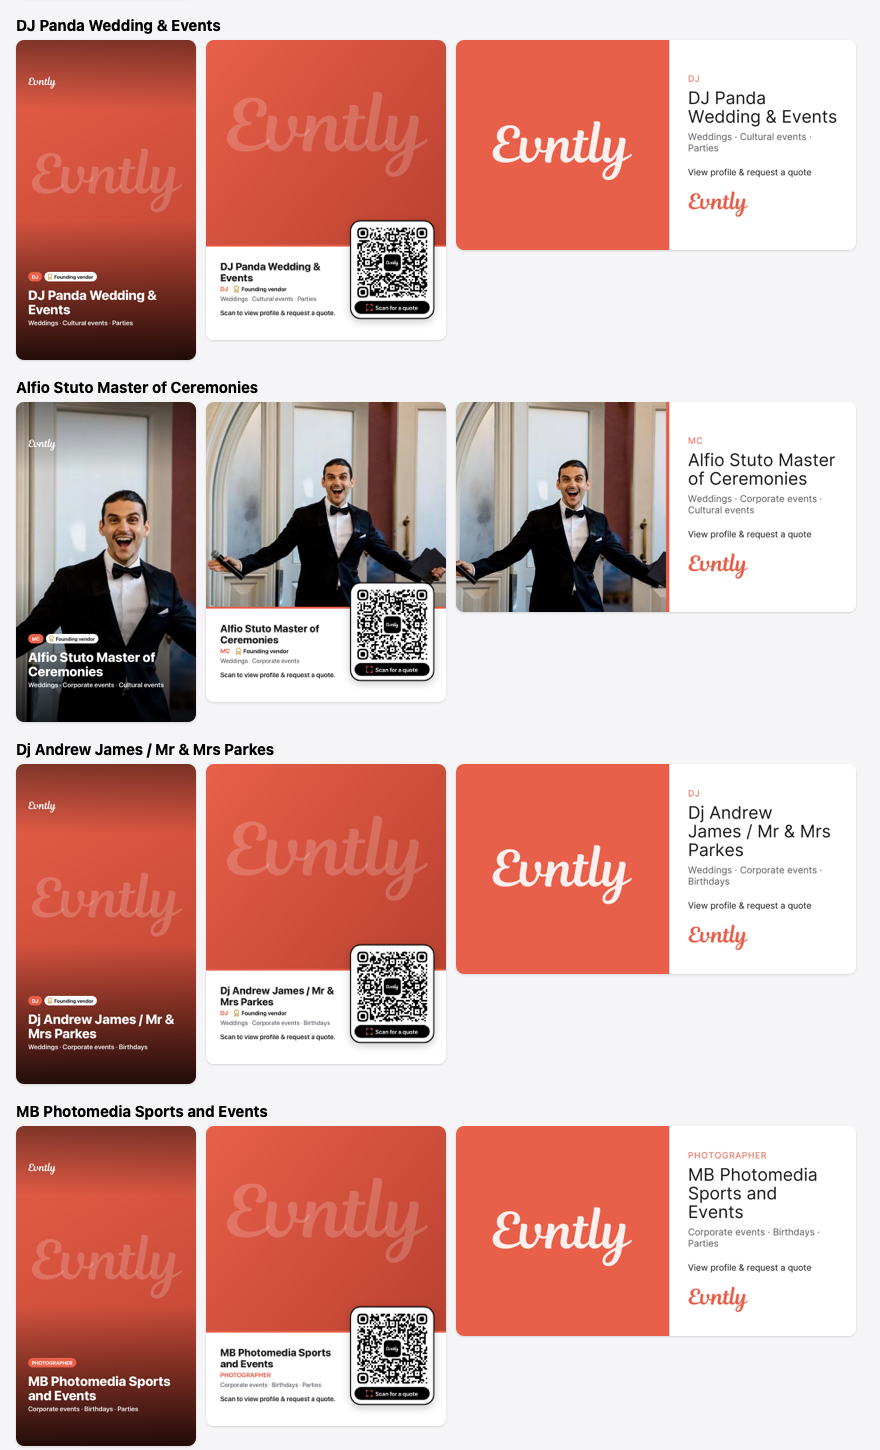 DJ Panda Wedding & Events
Evntly
Evntly
DJ
Founding vendor
DJ Panda Wedding &
Events
Weddings · Cultural events · Parties
Evntly
DJ Panda Wedding &
Events
DJ Founding vendor
Weddings · Cultural events · Parties
Scan to view profile & request a quote.
Evntly
Scan for a quote
Evntly
DJ
DJ Panda
Wedding & Events
Weddings · Cultural events ·
Parties
View profile & request a quote
Evntly
Alfio Stuto Master of Ceremonies
Evntly
MC
Founding vendor
Alfio Stuto Master of
Ceremonies
Weddings · Corporate events · Cultural events
Alfio Stuto Master of
Ceremonies
MC Founding vendor
Weddings · Corporate events
Scan to view profile & request a quote.
Evntly
Scan for a quote
MC
Alfio Stuto Master
of Ceremonies
Weddings · Corporate events ·
Cultural events
View profile & request a quote
Evntly
Dj Andrew James / Mr & Mrs Parkes
Evntly
Evntly
DJ
Founding vendor
Dj Andrew James / Mr &
Mrs Parkes
Weddings · Corporate events · Birthdays
Evntly
Dj Andrew James / Mr &
Mrs Parkes
DJ Founding vendor
Weddings · Corporate events · Birthdays
Scan to view profile & request a quote.
Evntly
Scan for a quote
Evntly
DJ
Dj Andrew
James / Mr & Mrs
Parkes
Weddings · Corporate events ·
Birthdays
View profile & request a quote
Evntly
MB Photomedia Sports and Events
Evntly
Evntly
PHOTOGRAPHER
MB Photomedia Sports
and Events
Corporate events · Birthdays · Parties
Evntly
MB Photomedia Sports
and Events
PHOTOGRAPHER
Corporate events · Birthdays · Parties
Scan to view profile & request a quote.
Evntly
Scan for a quote
Evntly
PHOTOGRAPHER
MB Photomedia
Sports and
Events
Corporate events · Birthdays ·
Parties
View profile & request a quote
Evntly